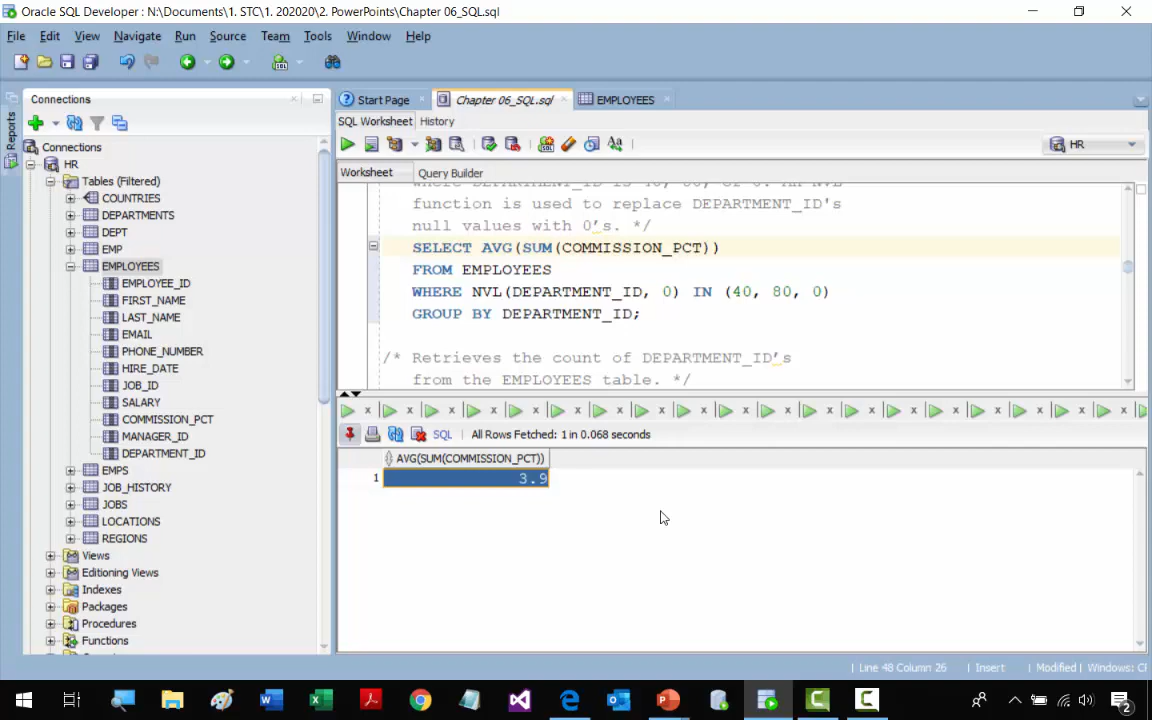 Oracle SQL Developer : N:\Documents\1. STC\1. 202020\2. PowerPoints\Chapter 06_SQL.sql
File Edit View Navigate Run Source Team Tools Window Help
Connections
Reports
Connections
HR
Tables (Filtered)
COUNTRIES
DEPARTMENTS
DEPT
EMP
EMPLOYEES
EMPLOYEE_ID
FIRST_NAME
LAST_NAME
EMAIL
PHONE_NUMBER
HIRE_DATE
JOB_ID
SALARY
COMMISSION_PCT
MANAGER_ID
DEPARTMENT_ID
EMPS
JOB_HISTORY
JOBS
LOCATIONS
REGIONS
Views
Editioning Views
Indexes
Packages
Procedures
Functions
Start Page Chapter 06_SQL.sql EMPLOYEES
SQL Worksheet History
HR
Worksheet Query Builder
function is used to replace DEPARTMENT_ID's
null values with 0's. */
SELECT AVG(SUM(COMMISSION_PCT))
FROM EMPLOYEES
WHERE NVL(DEPARTMENT_ID, 0) IN (40, 80, 0)
GROUP BY DEPARTMENT_ID;
/* Retrieves the count of DEPARTMENT_ID's
from the EMPLOYEES table. */
SQL All Rows Fetched: 1 in 0.068 seconds
AVG(SUM(COMMISSION_PCT))
1 3.9
Line 48 Column 26 Insert Modified Windows: CF
2